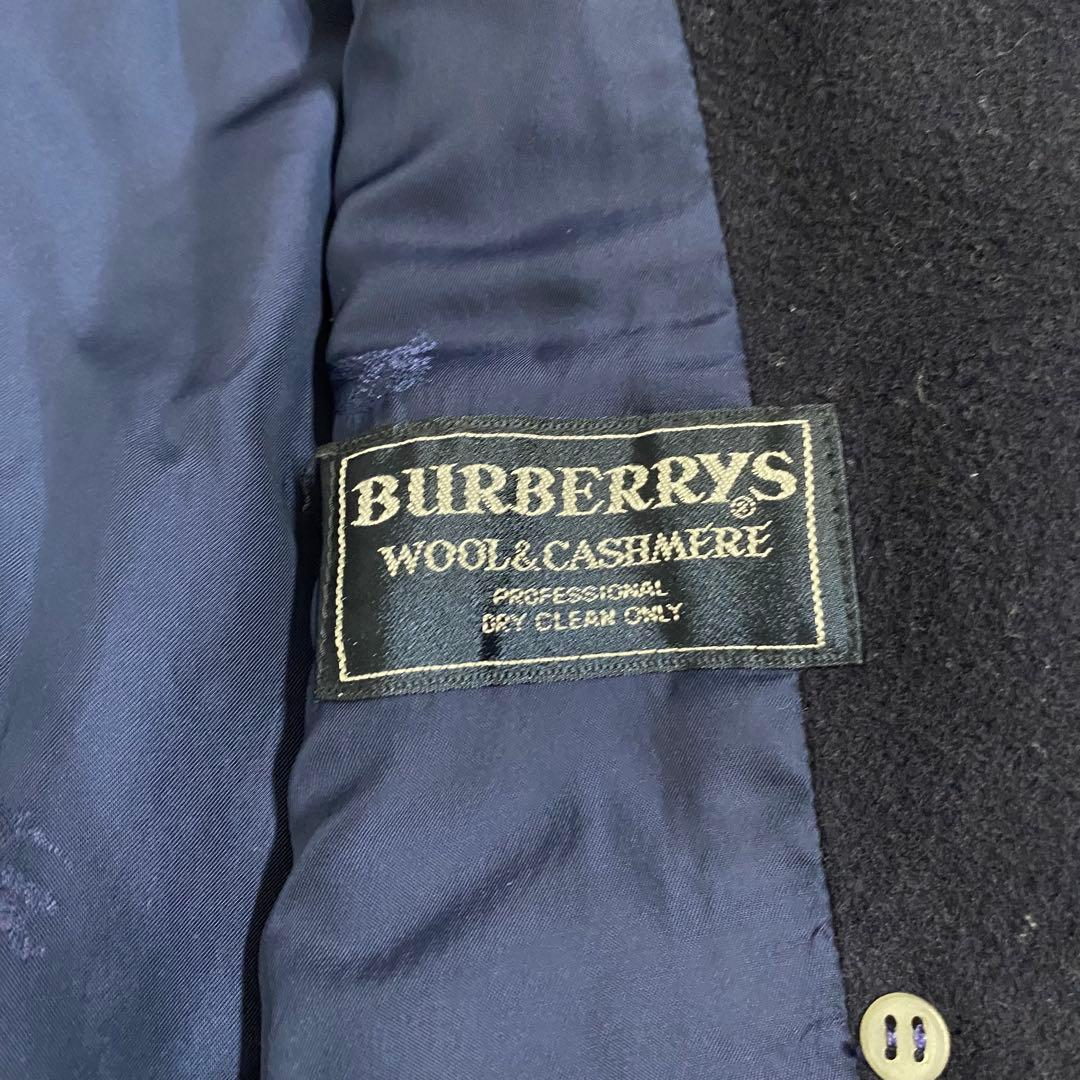 BURBERRYS®
WOOL&CASHMERE
PROFESSIONAL
DRY CLEAN ONLY